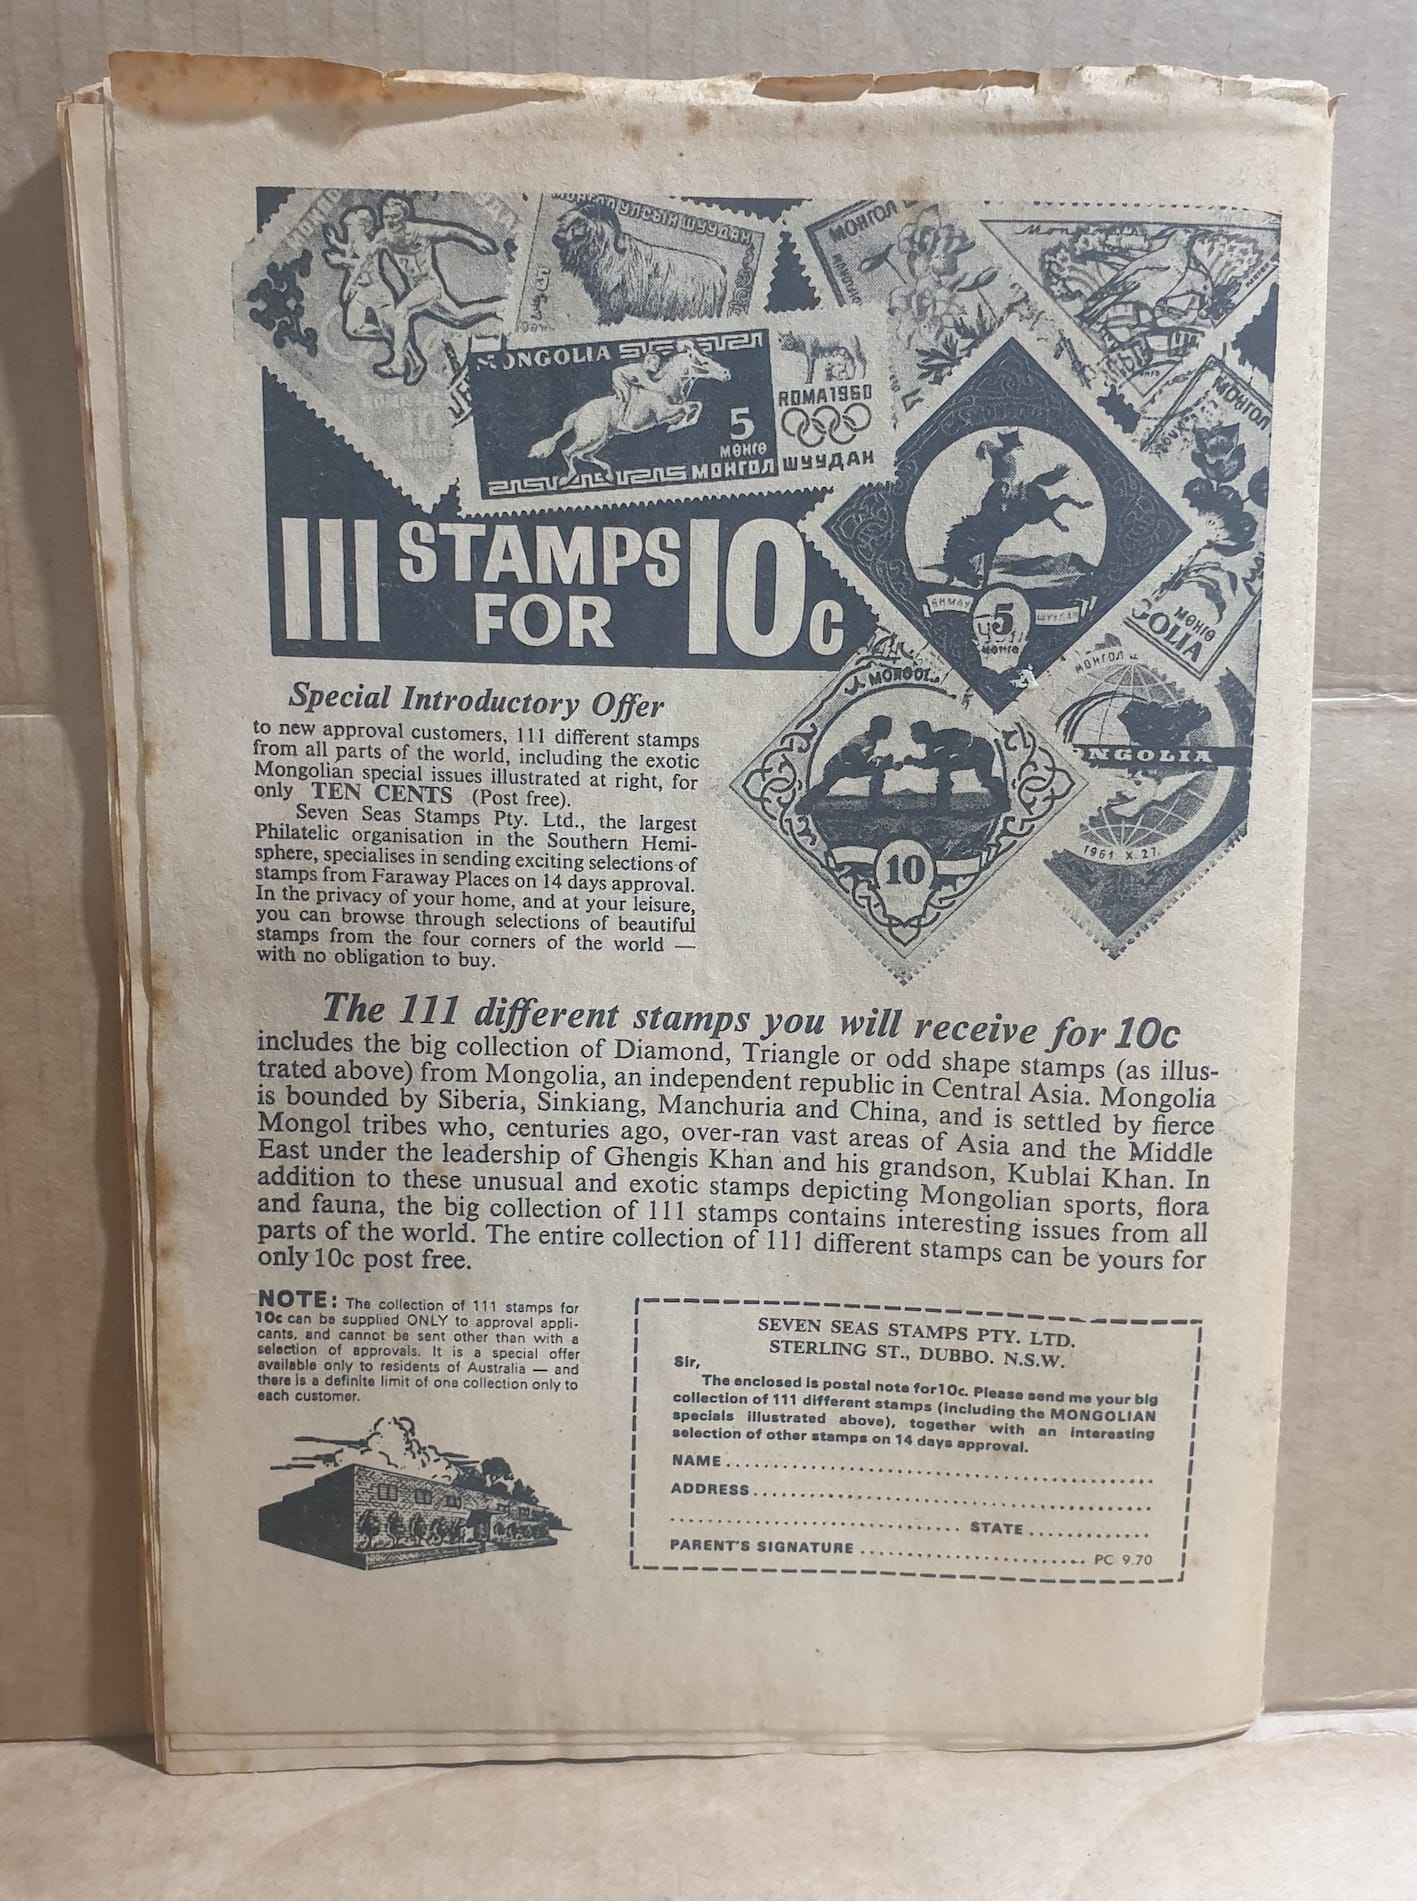 МОНГОЛ УЛСЫН ШУУДАН
МОНГОЛ
MONGOLIA
5
МӨНГӨ
МОНГОЛ ШУУДАН
ROMA 1960
МОНГОЛ
5
МӨНГӨ
ШУУДАН
МӨНГӨ
GOLIA
МОНГОЛ
NGOLIA
1961 X. 27.
10
111 STAMPS FOR 10c
Special Introductory Offer
to new approval customers, 111 different stamps
from all parts of the world, including the exotic
Mongolian special issues illustrated at right, for
only TEN CENTS (Post free).
Seven Seas Stamps Pty. Ltd., the largest
Philatelic organisation in the Southern Hemi-
sphere, specialises in sending exciting selections of
stamps from Faraway Places on 14 days approval.
In the privacy of your home, and at your leisure,
you can browse through selections of beautiful
stamps from the four corners of the world —
with no obligation to buy.
The 111 different stamps you will receive for 10c
includes the big collection of Diamond, Triangle or odd shape stamps (as illus-
trated above) from Mongolia, an independent republic in Central Asia. Mongolia
is bounded by Siberia, Sinkiang, Manchuria and China, and is settled by fierce
Mongol tribes who, centuries ago, over-ran vast areas of Asia and the Middle
East under the leadership of Ghengis Khan and his grandson, Kublai Khan. In
addition to these unusual and exotic stamps depicting Mongolian sports, flora
and fauna, the big collection of 111 stamps contains interesting issues from all
parts of the world. The entire collection of 111 different stamps can be yours for
only 10c post free.
NOTE: The collection of 111 stamps for
10c can be supplied ONLY to approval appli-
cants, and cannot be sent other than with a
selection of approvals. It is a special offer
available only to residents of Australia — and
there is a definite limit of one collection only to
each customer.
SEVEN SEAS STAMPS PTY. LTD.
STERLING ST., DUBBO. N.S.W.
Sir,
The enclosed is postal note for 10c. Please send me your big
collection of 111 different stamps (including the MONGOLIAN
specials illustrated above), together with an interesting
selection of other stamps on 14 days approval.
NAME
ADDRESS
STATE
PARENT'S SIGNATURE PC 9.70